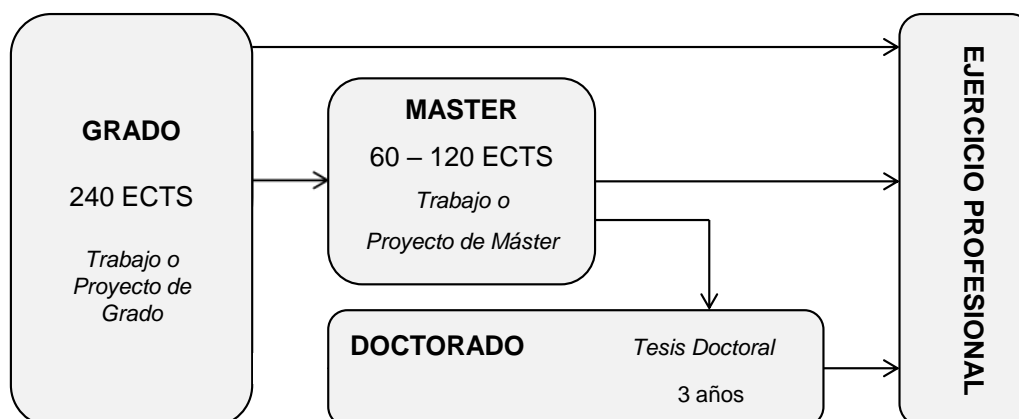 GRADO
240 ECTS
Trabajo o
Proyecto de
Grado
MASTER
60 – 120 ECTS
Trabajo o
Proyecto de Máster
DOCTORADO
Tesis Doctoral
3 años
EJERCICIO PROFESIONAL